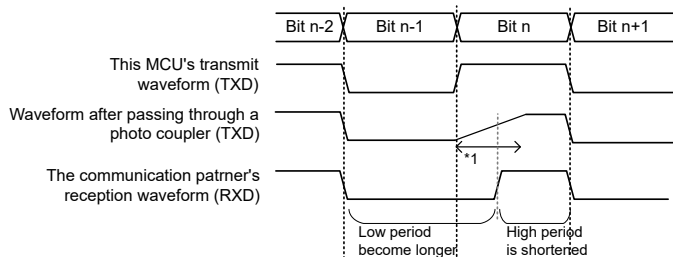 Bit n-2 Bit n-1 Bit n Bit n+1
This MCU's transmit
waveform (TXD)
Waveform after passing through a
photo coupler (TXD)
*1
The communication patrner's
reception waveform (RXD)
Low period
become longer
High period
is shortened